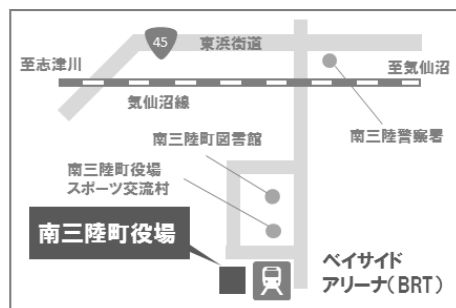 45
東浜街道
至志津川
至気仙沼
気仙沼線
南三陸町図書館
南三陸警察署
南三陸町役場
スポーツ交流村
南三陸町役場
ベイサイド
アリーナ(BRT)